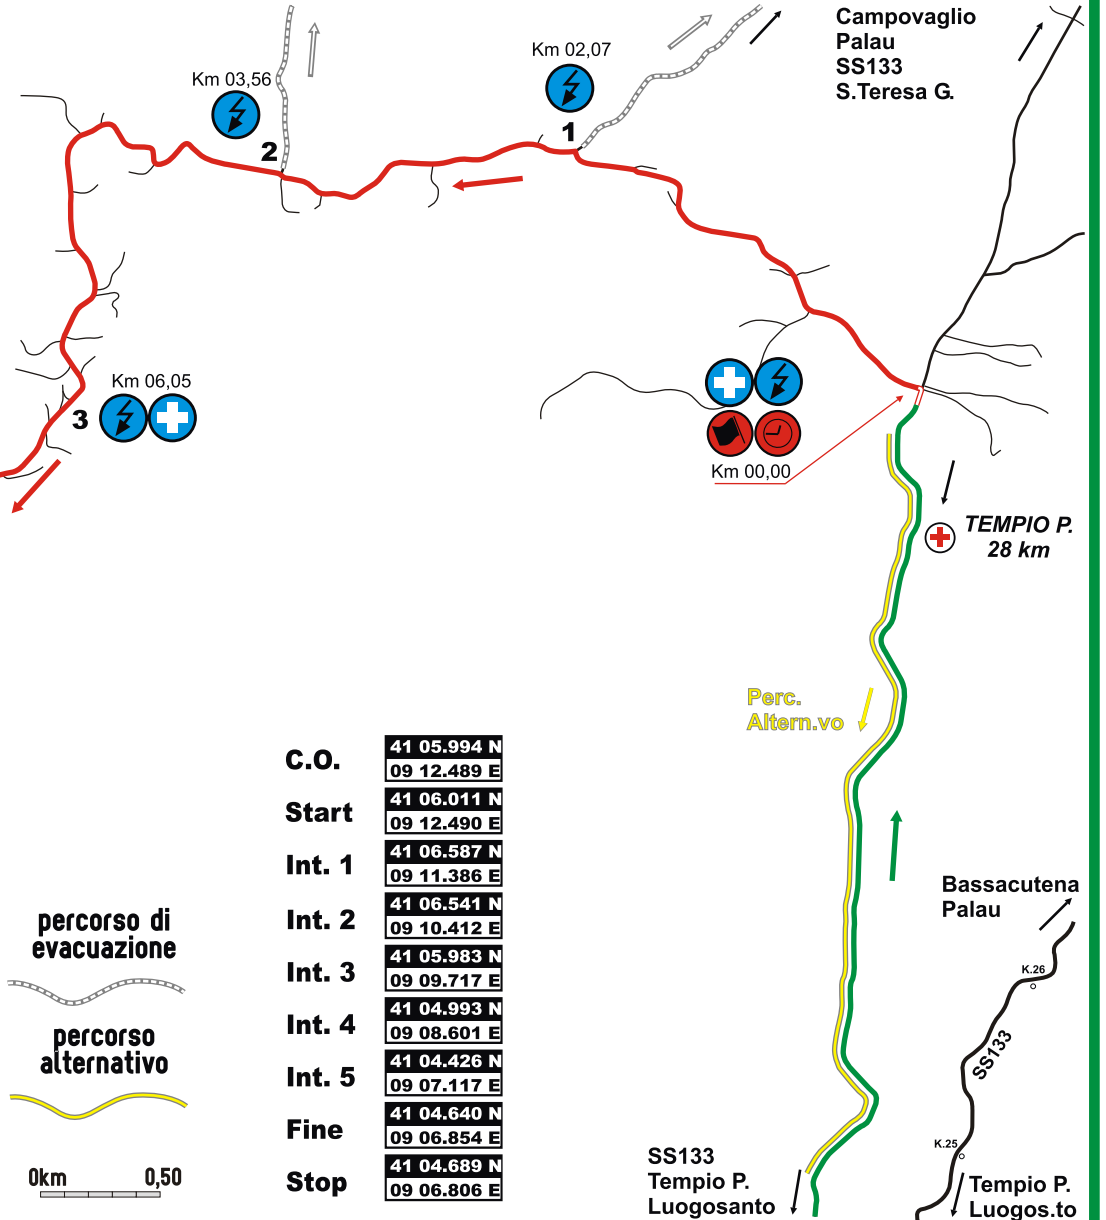 Campovaglio
Palau
SS133
S.Teresa G.
Km 02,07
1
Km 03,56
2
Km 06,05
3
Km 00,00
TEMPIO P.
28 km
Perc.
Altern.vo
C.O.
41 05.994 N
09 12.489 E
Start
41 06.011 N
09 12.490 E
Int. 1
41 06.587 N
09 11.386 E
Int. 2
41 06.541 N
09 10.412 E
Int. 3
41 05.983 N
09 09.717 E
Int. 4
41 04.993 N
09 08.601 E
Int. 5
41 04.426 N
09 07.117 E
Fine
41 04.640 N
09 06.854 E
Stop
41 04.689 N
09 06.806 E
percorso di
evacuazione
percorso
alternativo
0km 0,50
Bassacutena
Palau
K.26
SS133
K.25
SS133
Tempio P.
Luogosanto
Tempio P.
Luogos.to